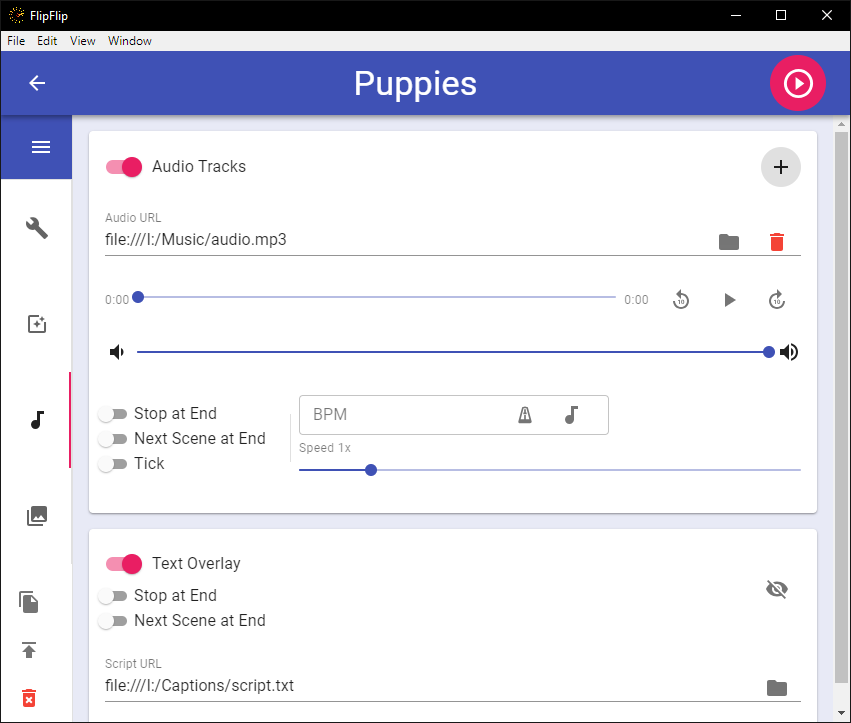 FlipFlip
File Edit View Window
Puppies
Audio Tracks
Audio URL
file:///I:/Music/audio.mp3
0:00 0:00 10 10
Stop at End
Next Scene at End
Tick
BPM
Speed 1x
Text Overlay
Stop at End
Next Scene at End
Script URL
file:///I:/Captions/script.txt